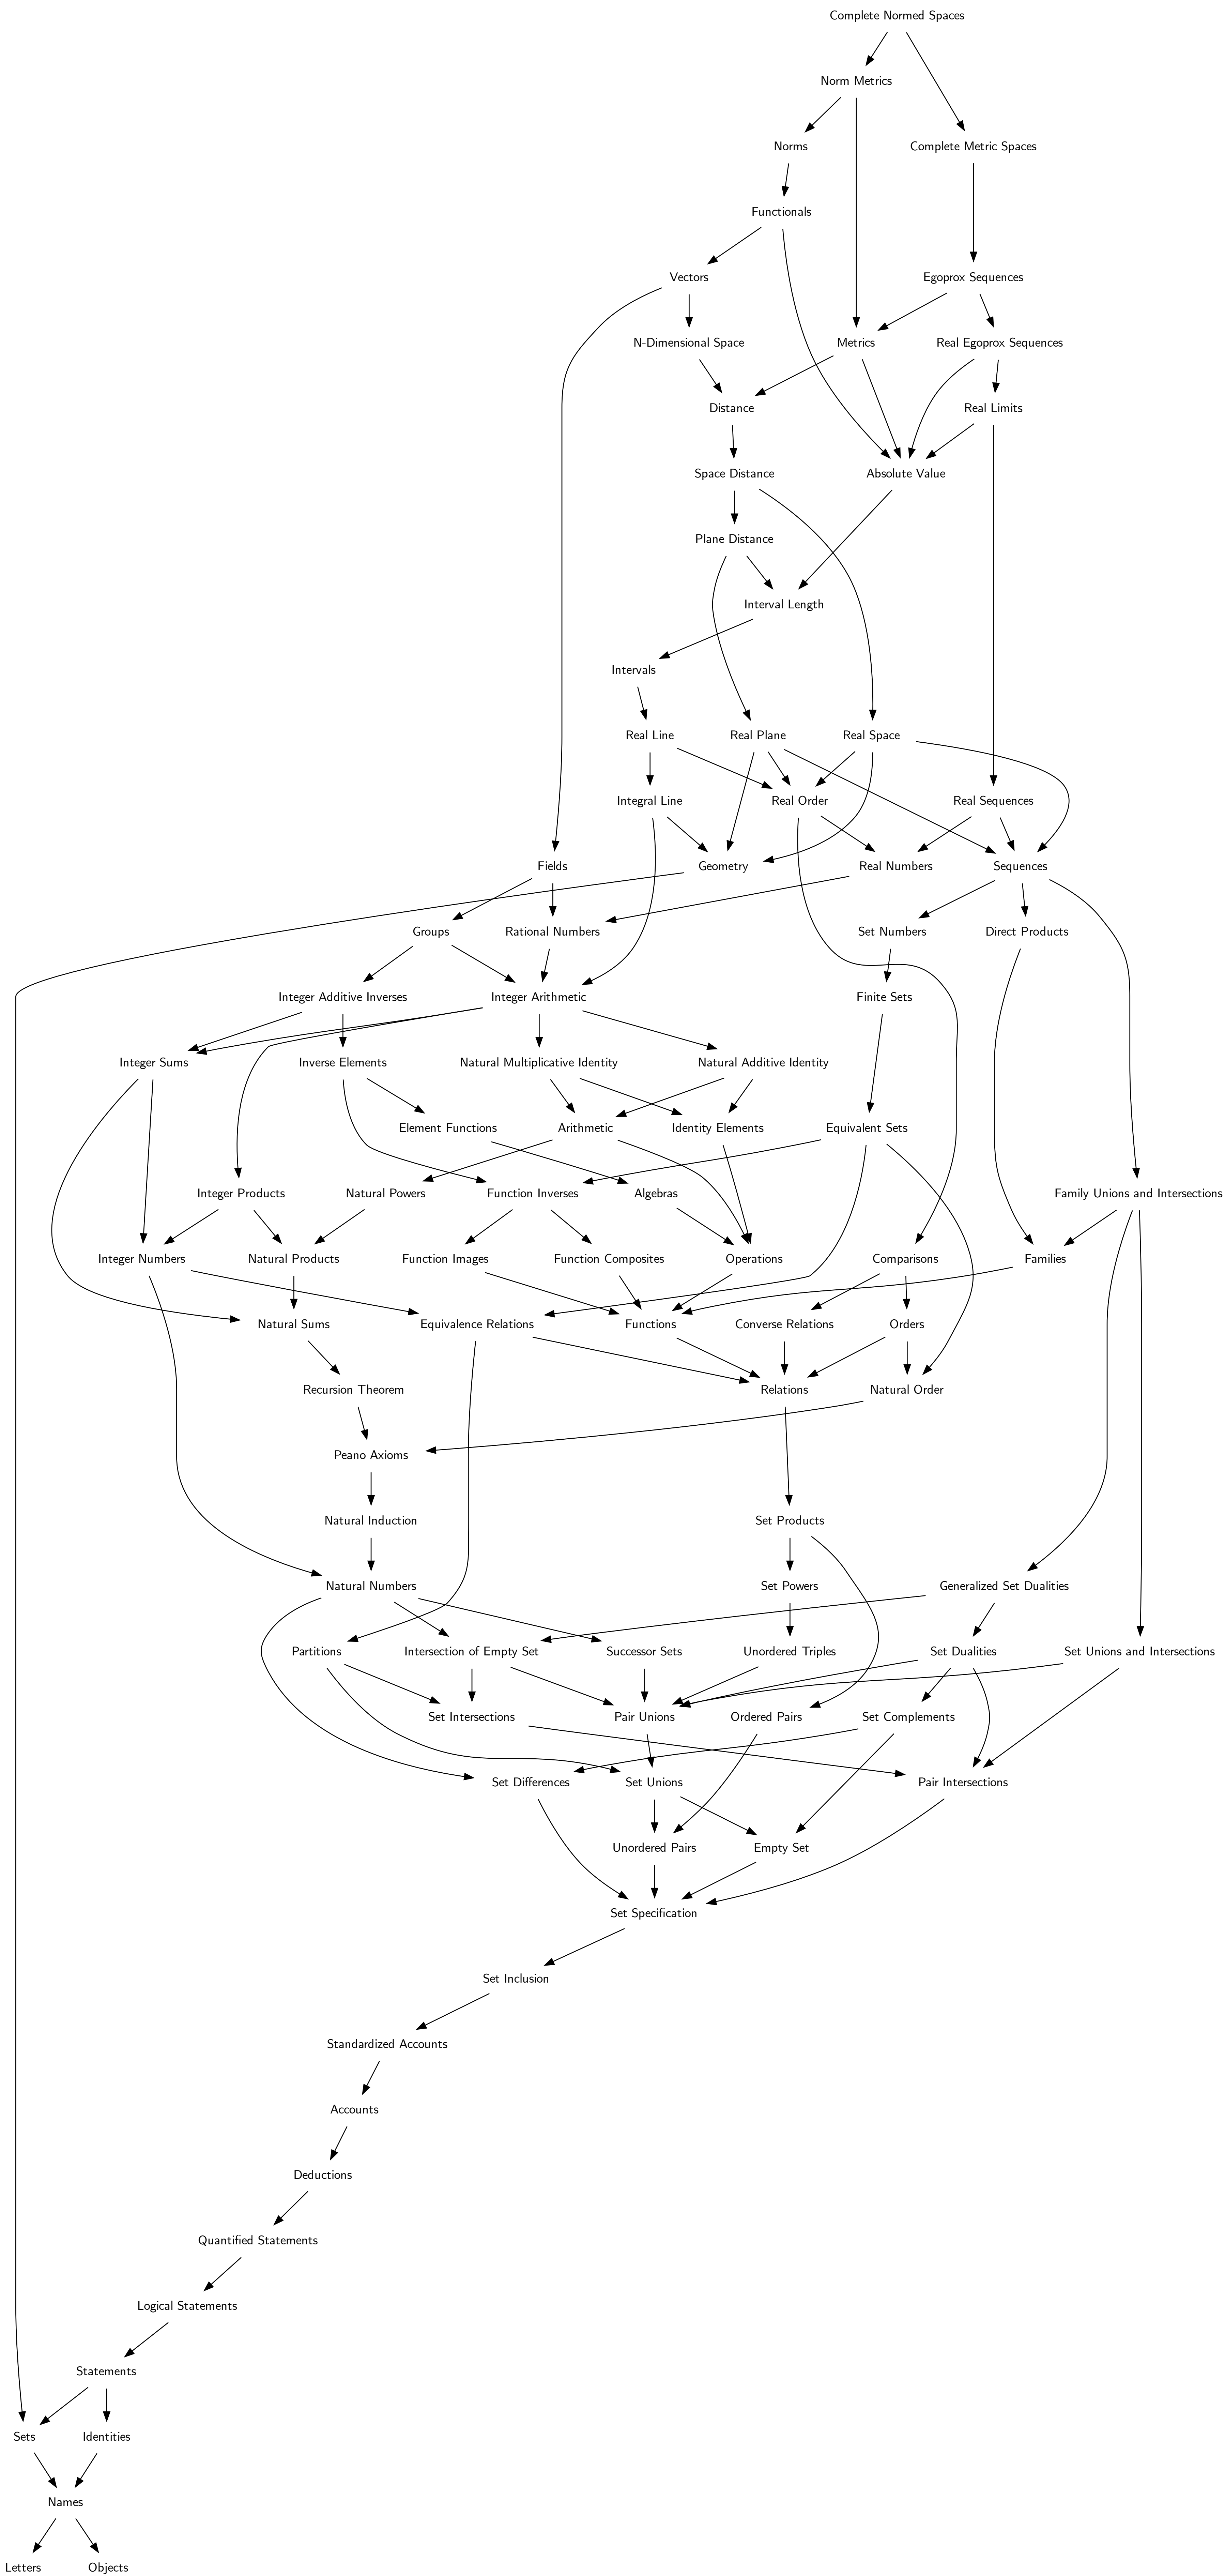 Complete Normed Spaces
Norm Metrics
Norms
Complete Metric Spaces
Functionals
Vectors
Egoprox Sequences
N-Dimensional Space
Metrics
Real Egoprox Sequences
Distance
Real Limits
Space Distance
Absolute Value
Plane Distance
Interval Length
Intervals
Real Line
Real Plane
Real Space
Integral Line
Real Order
Real Sequences
Fields
Geometry
Real Numbers
Sequences
Groups
Rational Numbers
Set Numbers
Direct Products
Integer Additive Inverses
Integer Arithmetic
Finite Sets
Integer Sums
Inverse Elements
Natural Multiplicative Identity
Natural Additive Identity
Element Functions
Arithmetic
Identity Elements
Equivalent Sets
Integer Products
Natural Powers
Function Inverses
Algebras
Family Unions and Intersections
Integer Numbers
Natural Products
Function Images
Function Composites
Operations
Comparisons
Families
Natural Sums
Equivalence Relations
Functions
Converse Relations
Orders
Recursion Theorem
Relations
Natural Order
Peano Axioms
Natural Induction
Set Products
Natural Numbers
Set Powers
Generalized Set Dualities
Partitions
Intersection of Empty Set
Successor Sets
Unordered Triples
Set Dualities
Set Unions and Intersections
Set Intersections
Pair Unions
Ordered Pairs
Set Complements
Set Differences
Set Unions
Pair Intersections
Unordered Pairs
Empty Set
Set Specification
Set Inclusion
Standardized Accounts
Accounts
Deductions
Quantified Statements
Logical Statements
Statements
Sets
Identities
Names
Letters
Objects